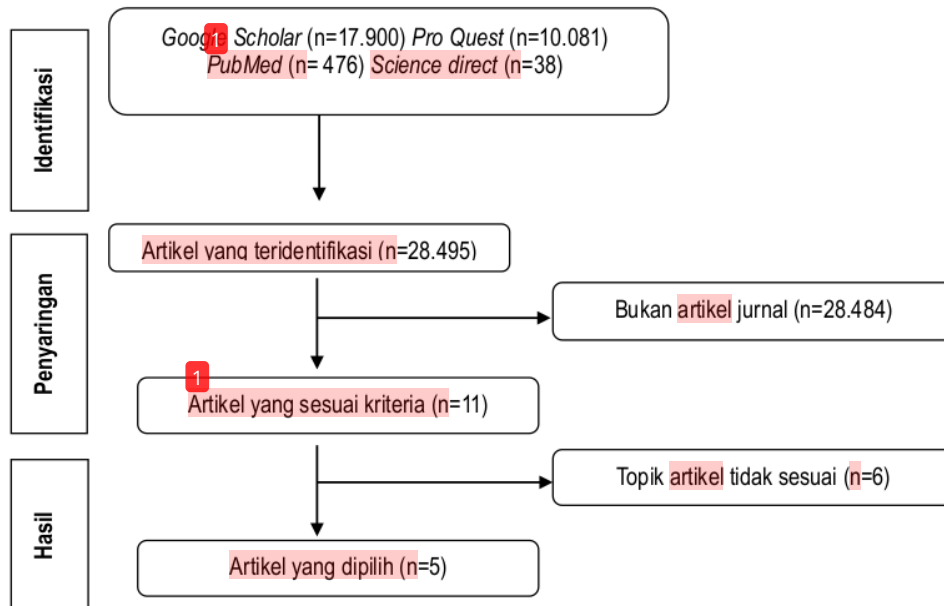 Identifikasi
Google Scholar (n=17.900) Pro Quest (n=10.081)
1
PubMed (n= 476) Science direct (n=38)
Penyaringan
Artikel yang teridentifikasi (n=28.495)
Bukan artikel jurnal (n=28.484)
1
Artikel yang sesuai kriteria (n=11)
Hasil
Topik artikel tidak sesuai (n=6)
Artikel yang dipilih (n=5)